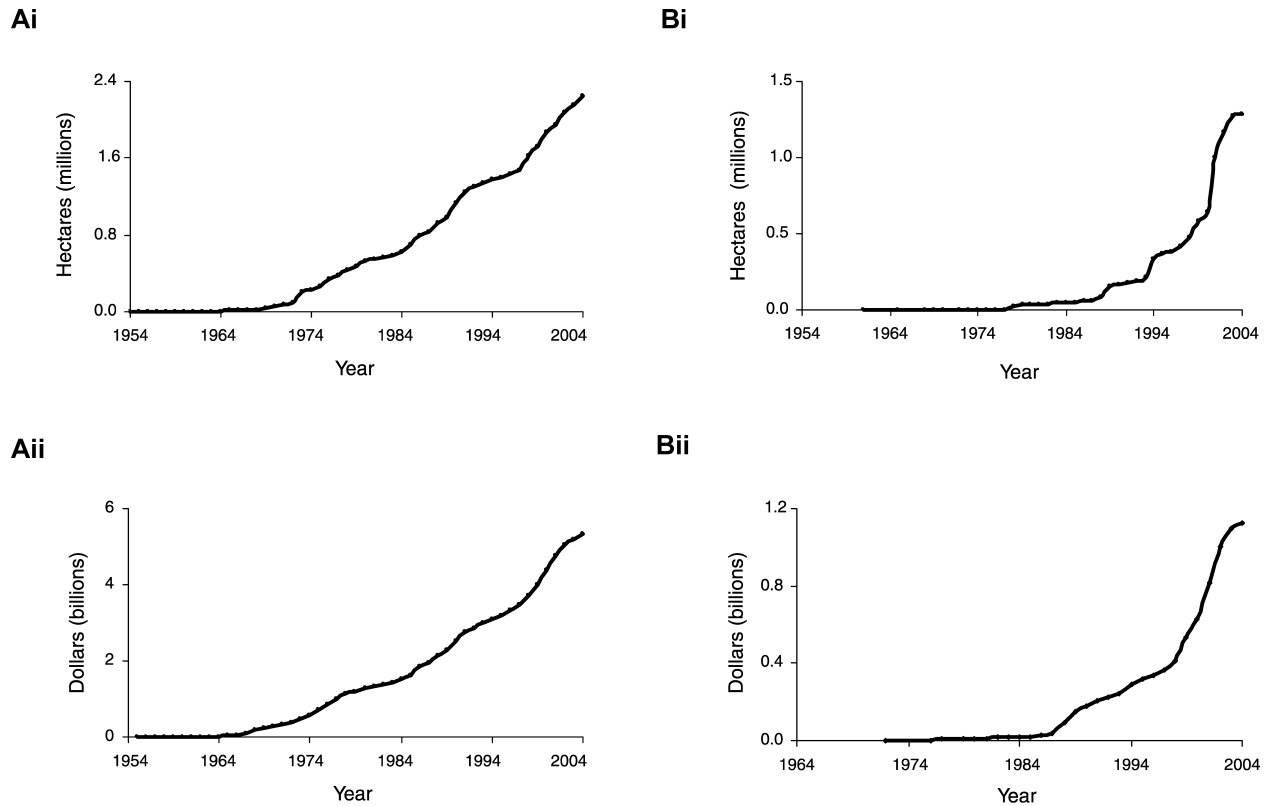 Ai
2.4
1.6
0.8
0.0
Hectares (millions)
1954 1964 1974 1984 1994 2004
Year
Bi
1.5
1.0
0.5
0.0
Hectares (millions)
1954 1964 1974 1984 1994 2004
Year
Aii
6
4
2
0
Dollars (billions)
1954 1964 1974 1984 1994 2004
Year
Bii
1.2
0.8
0.4
0.0
Dollars (billions)
1964 1974 1984 1994 2004
Year